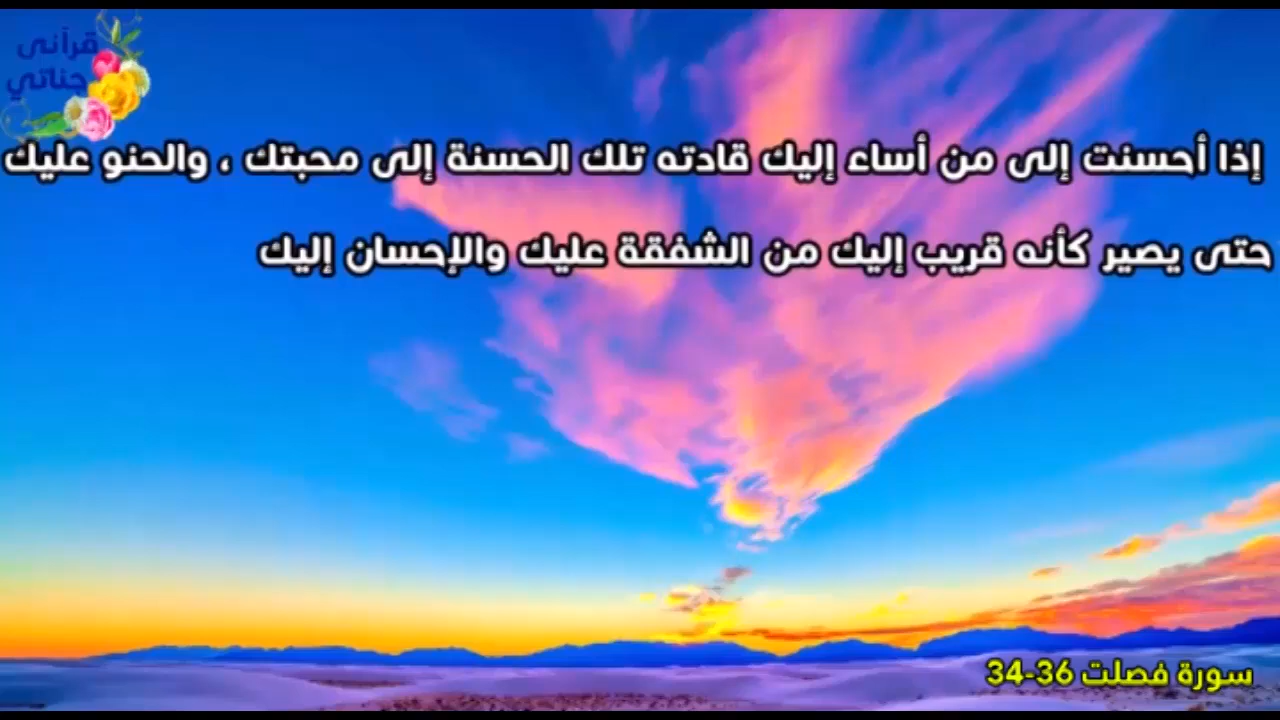 قرآنى
جناتي
إذا أحسنت إلى من أساء إليك قادته تلك الحسنة إلى محبتك ، والحنو عليك
حتى يصير كأنه قريب إليك من الشفقة عليك والإحسان إليك
سورة فصلت 36-34